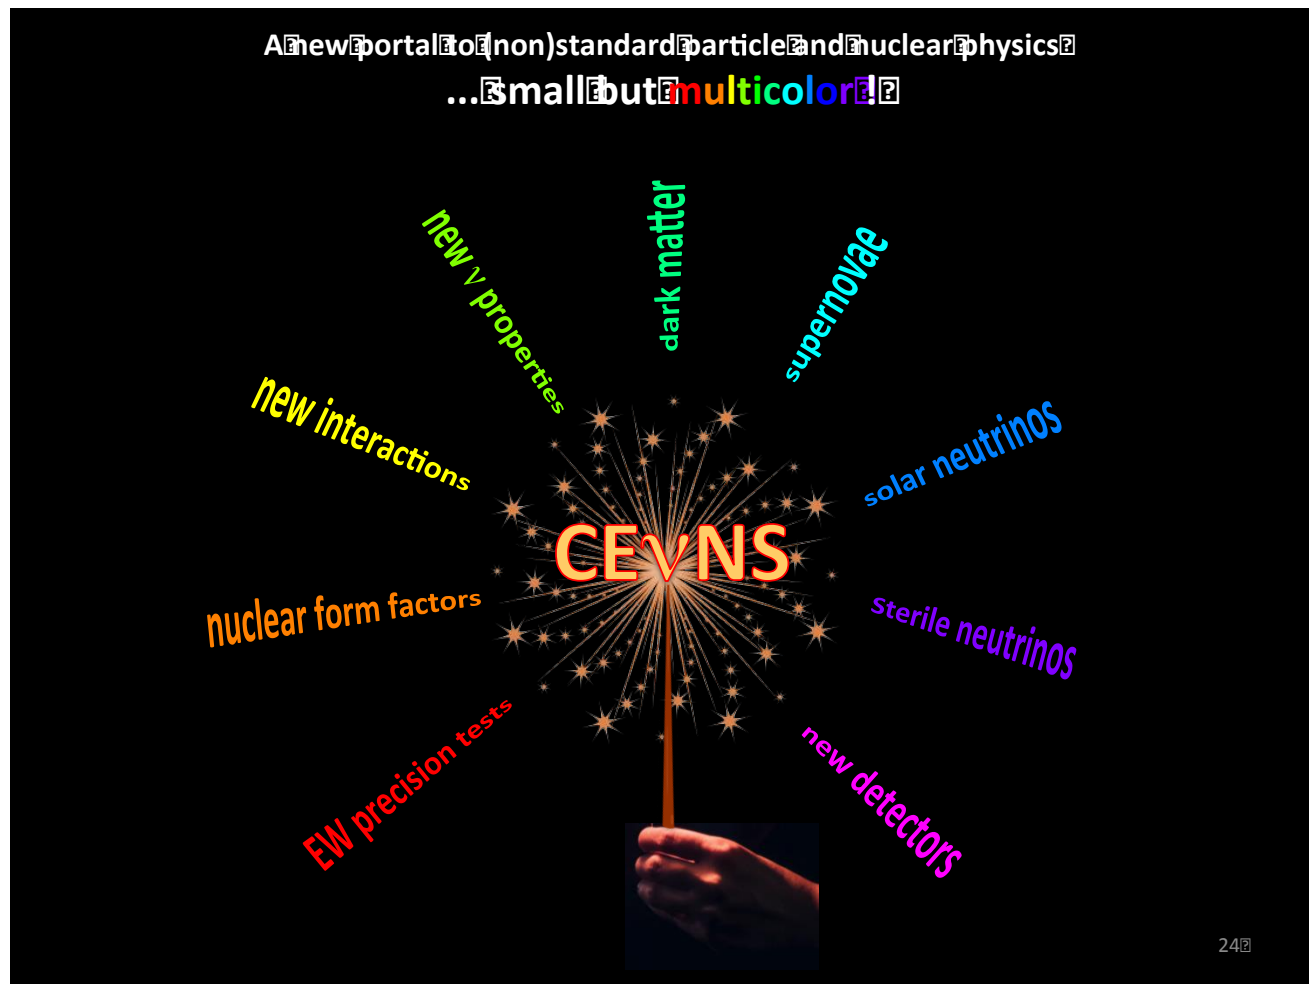 A new portal to (non)standard particle and nuclear physics
... small but multicolor !
dark matter
new ν properties
supernovae
new interactions
solar neutrinos
CEνNS
nuclear form factors
sterile neutrinos
EW precision tests
new detectors
24